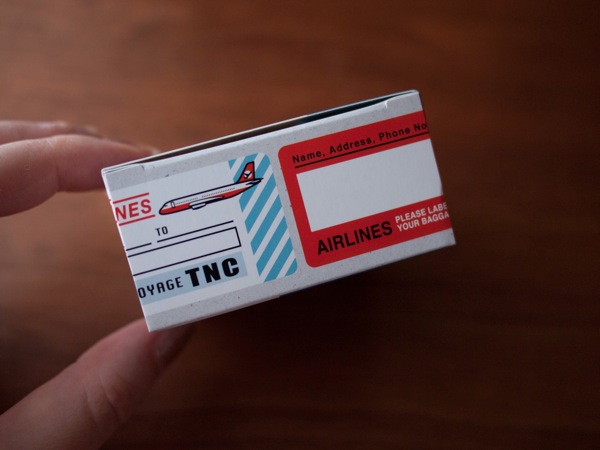 NES
TO
OYAGE TNC
Name, Address, Phone No
AIRLINES
PLEASE LABE
YOUR BAGGA